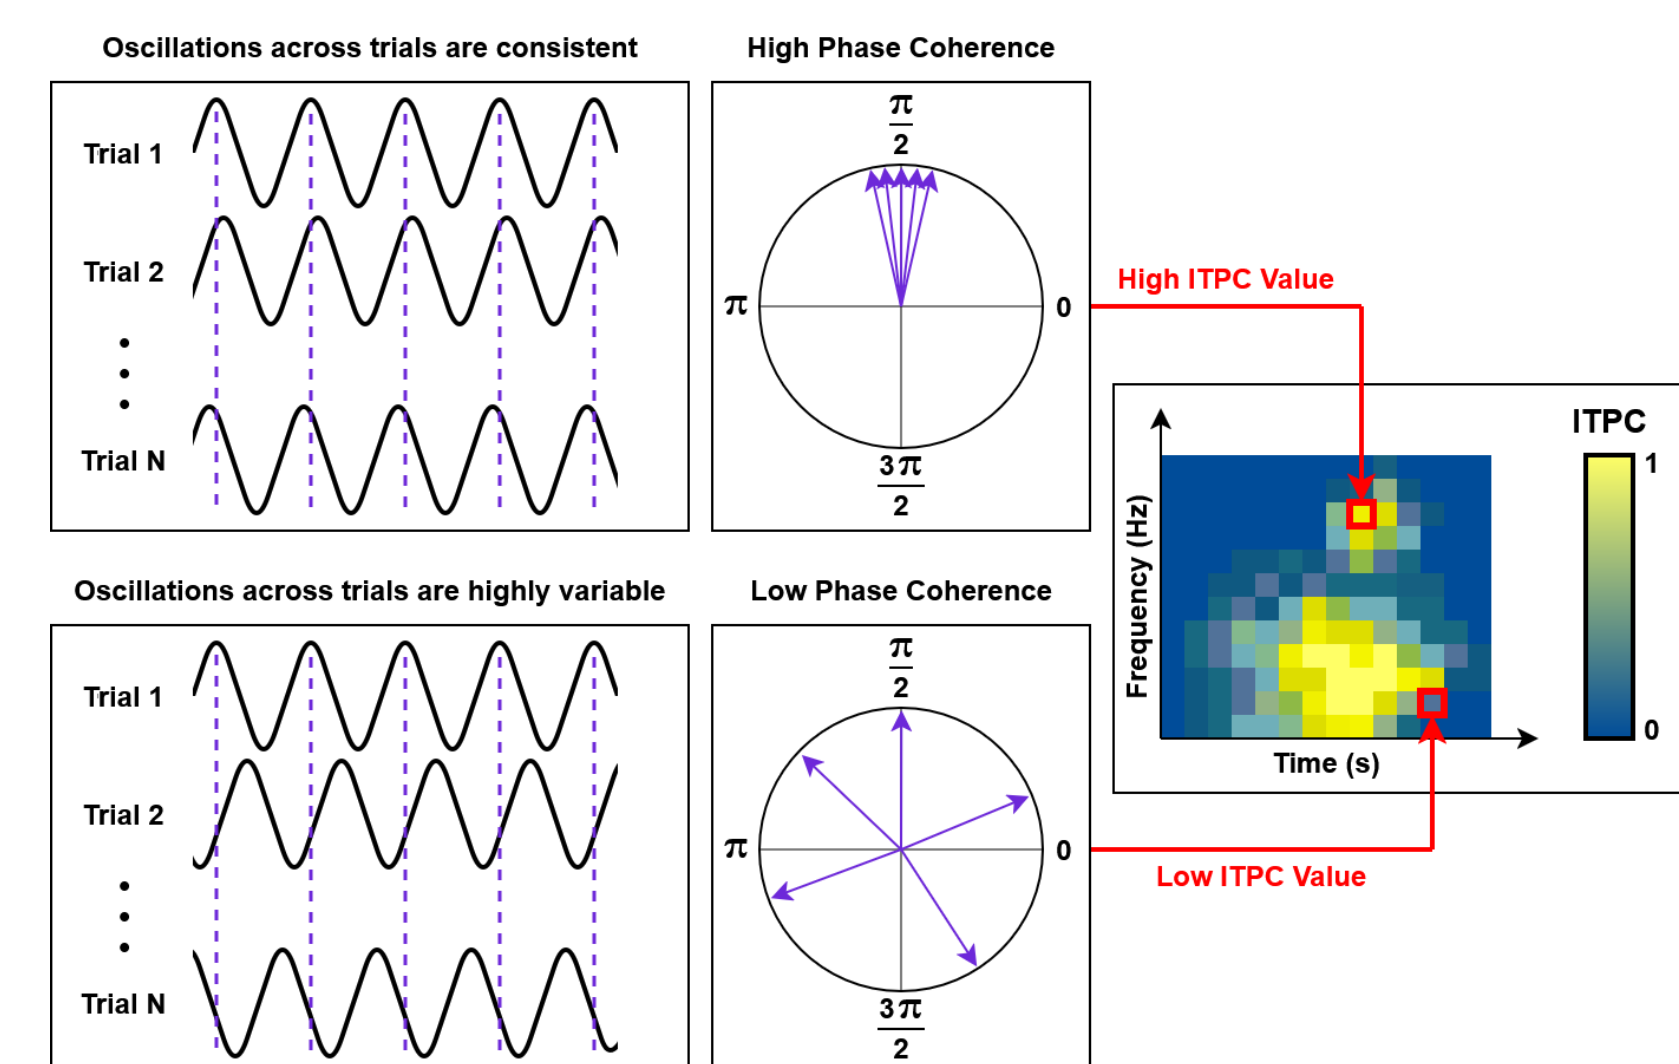 Oscillations across trials are consistent
Trial 1
Trial 2
Trial N
High Phase Coherence
π
2
π
0
3π
2
High ITPC Value
ITPC
1
0
Frequency (Hz)
Time (s)
Low ITPC Value
Oscillations across trials are highly variable
Trial 1
Trial 2
Trial N
Low Phase Coherence
π
2
π
0
3π
2